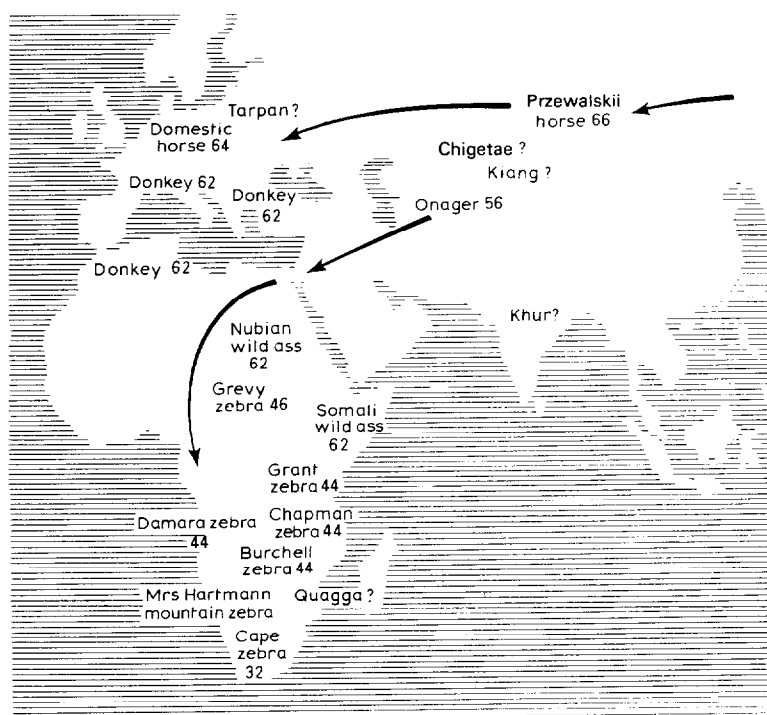 Tarpan?
Przewalskii
horse 66
Domestic
horse 64
Chigetae ?
Kiang ?
Donkey 62
Donkey
62
Onager 56
Donkey 62
Khur?
Nubian
wild ass
62
Grevy
zebra 46
Somali
wild ass
62
Grant
zebra 44
Damara zebra
44
Chapman
zebra 44
Burchell
zebra 44
Mrs Hartmann
mountain zebra
Quagga ?
Cape
zebra
32